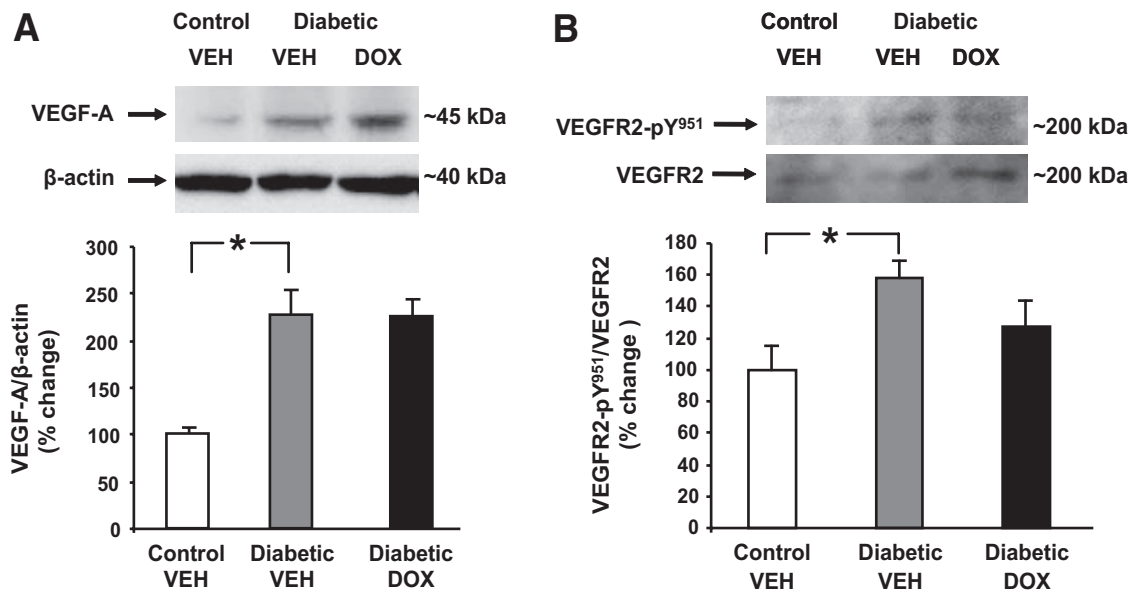 A
Control Diabetic
VEH VEH DOX
VEGF-A ~45 kDa
β-actin ~40 kDa
300
250
200
150
100
50
0
VEGF-A/β-actin
(% change)
*
Control Diabetic Diabetic
VEH VEH DOX
B
Control Diabetic
VEH VEH DOX
VEGFR2-pY951 ~200 kDa
VEGFR2 ~200 kDa
180
160
140
120
100
80
60
40
20
0
VEGFR2-pY951/VEGFR2
(% change )
*
Control Diabetic Diabetic
VEH VEH DOX